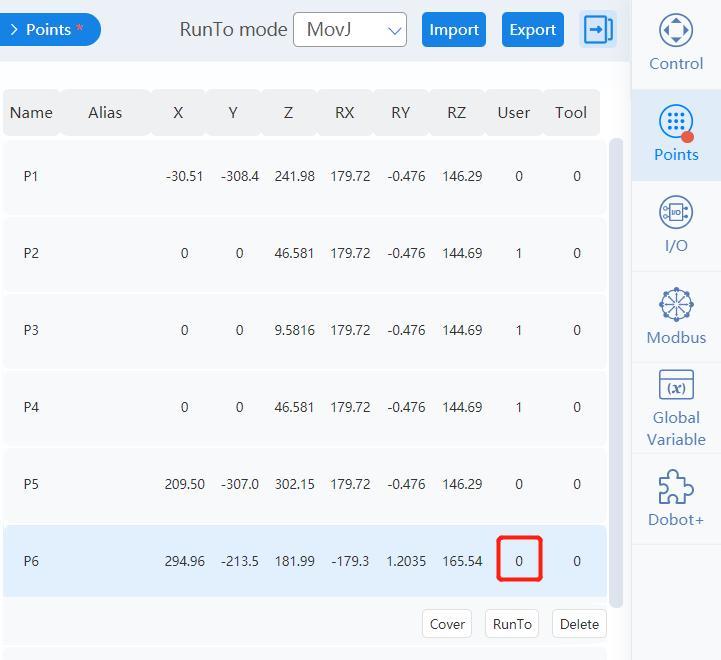 > Points *
RunTo mode MovJ Import Export
Control
Points
I/O
I/O
Modbus
(x)
Global
Variable
Dobot+
Name Alias X Y Z RX RY RZ User Tool
P1 -30.51 -308.4 241.98 179.72 -0.476 146.29 0 0
P2 0 0 46.581 179.72 -0.476 144.69 1 0
P3 0 0 9.5816 179.72 -0.476 144.69 1 0
P4 0 0 46.581 179.72 -0.476 144.69 1 0
P5 209.50 -307.0 302.15 179.72 -0.476 146.29 0 0
P6 294.96 -213.5 181.99 -179.3 1.2035 165.54 0 0
Cover RunTo Delete